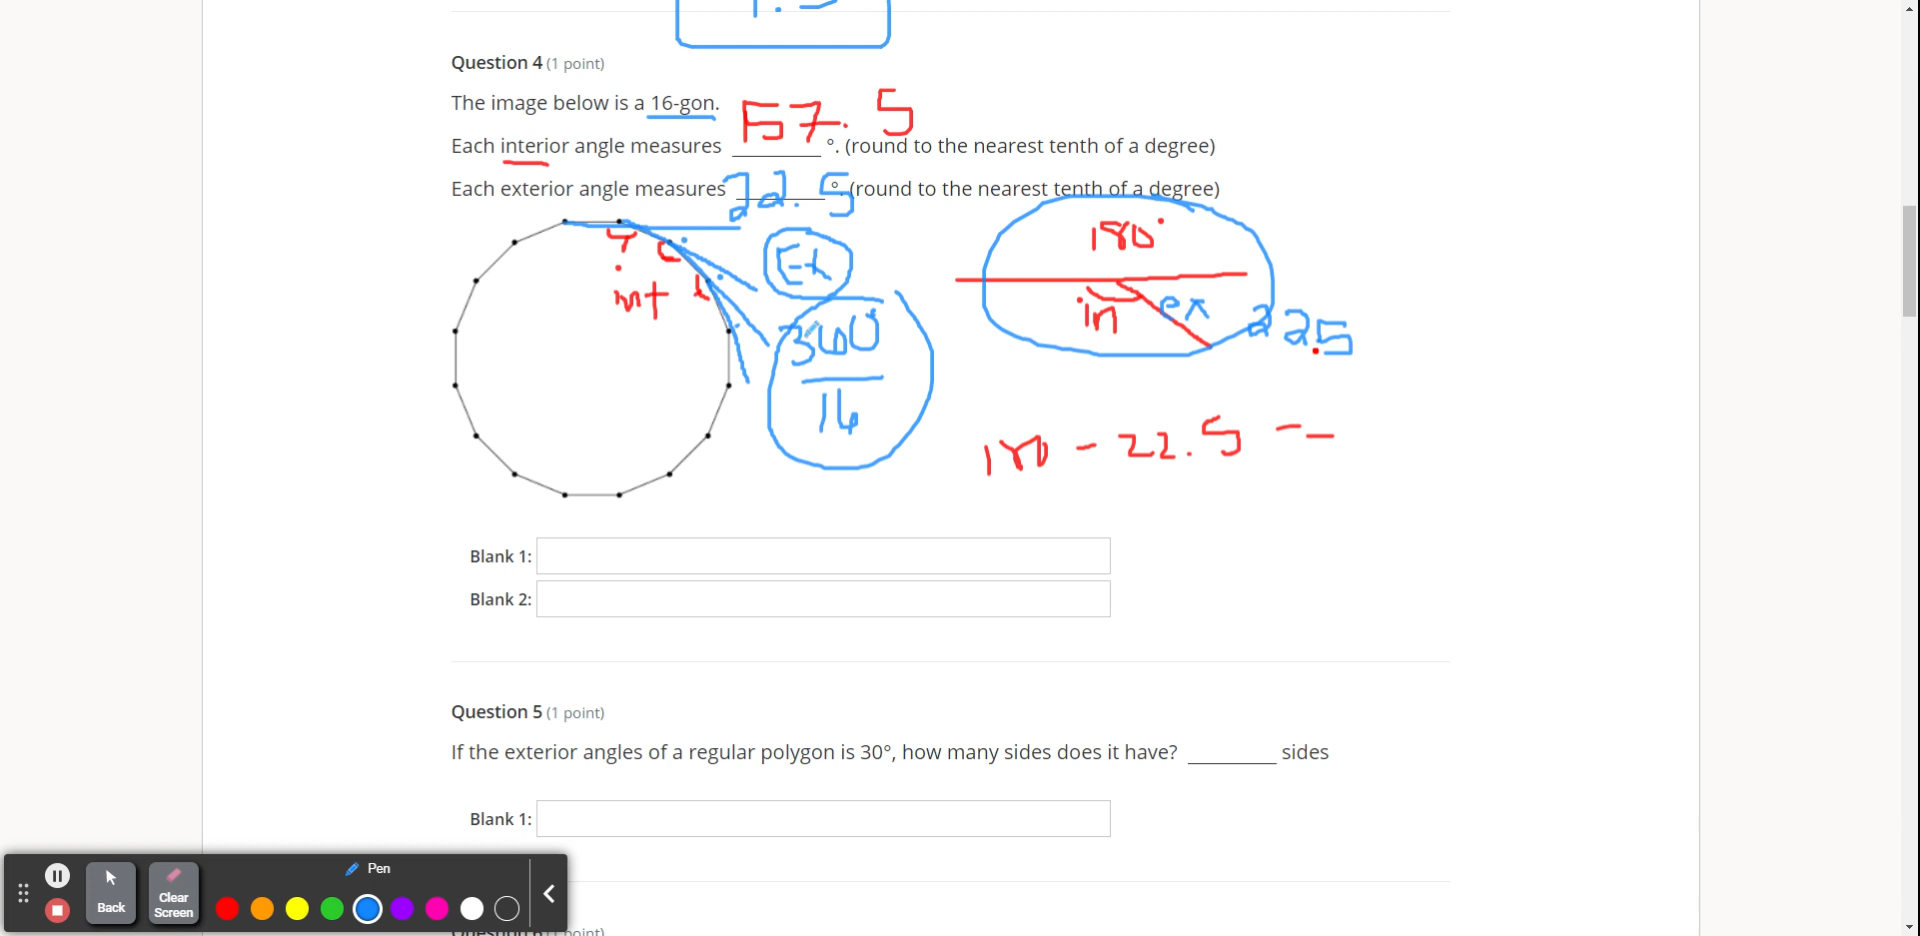 Question 4 (1 point)
The image below is a 16-gon.
157.5
Each interior angle measures ________ °. (round to the nearest tenth of a degree)
Each exterior angle measures ________ °. (round to the nearest tenth of a degree)
22.5
180°
Ex
int
in ex 22.5
360°
16
180 - 22.5 =
Blank 1:
Blank 2:
Question 5 (1 point)
If the exterior angles of a regular polygon is 30°, how many sides does it have? ________ sides
Blank 1:
Pen
Back
Clear
Screen